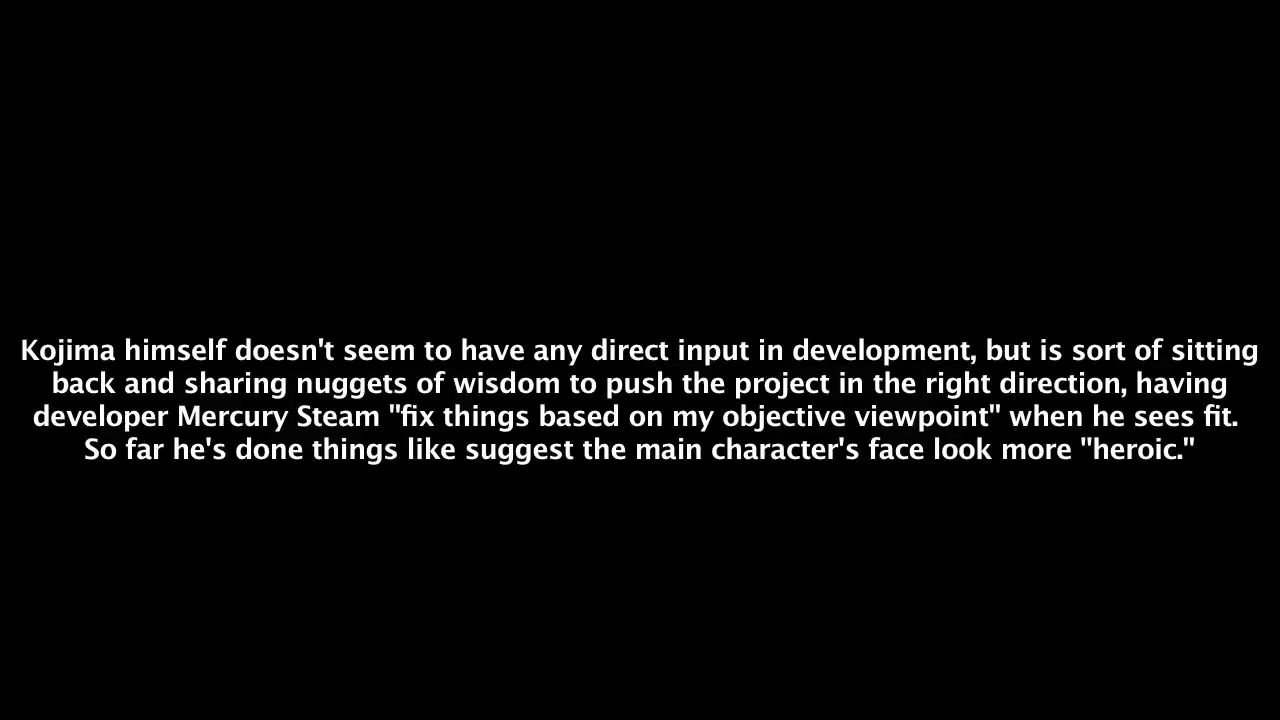 Kojima himself doesn't seem to have any direct input in development, but is sort of sitting
back and sharing nuggets of wisdom to push the project in the right direction, having
developer Mercury Steam "fix things based on my objective viewpoint" when he sees fit.
So far he's done things like suggest the main character's face look more "heroic."